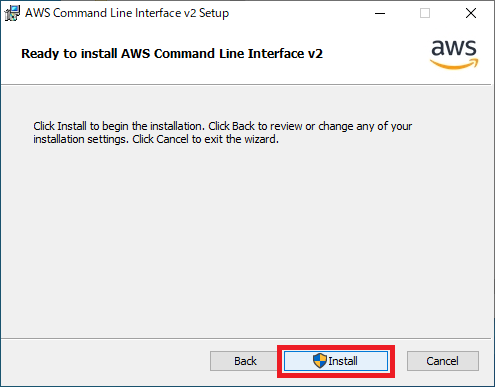 AWS Command Line Interface v2 Setup
Ready to install AWS Command Line Interface v2
aws
Click Install to begin the installation. Click Back to review or change any of your
installation settings. Click Cancel to exit the wizard.
Back
Install
Cancel